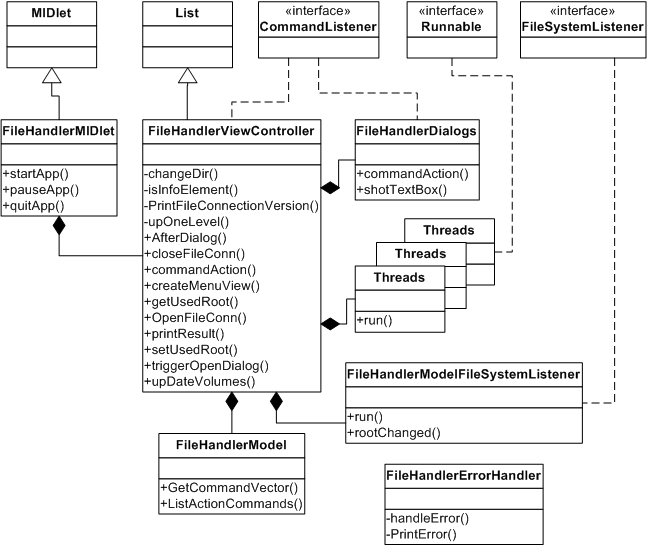 MIDlet
List
«interface»
CommandListener
«interface»
Runnable
«interface»
FileSystemListener
FileHandlerMIDlet
+startApp()
+pauseApp()
+quitApp()
FileHandlerViewController
-changeDir()
-isInfoElement()
-PrintFileConnectionVersion()
-upOneLevel()
+AfterDialog()
+closeFileConn()
+commandAction()
+createMenuView()
+getUsedRoot()
+OpenFileConn()
+printResult()
+setUsedRoot()
+triggerOpenDialog()
+upDateVolumes()
FileHandlerDialogs
+commandAction()
+shotTextBox()
Threads
Threads
Threads
+run()
FileHandlerModelFileSystemListener
+run()
+rootChanged()
FileHandlerModel
+GetCommandVector()
+ListActionCommands()
FileHandlerErrorHandler
-handleError()
-PrintError()